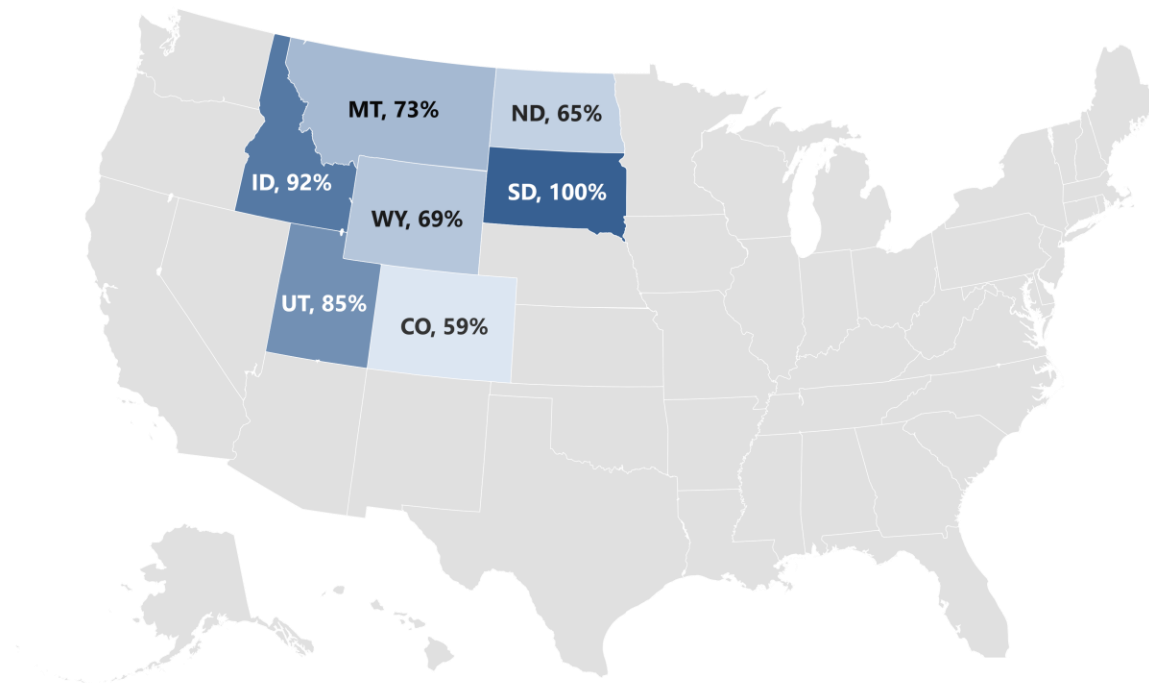 MT, 73%
ND, 65%
ID, 92%
SD, 100%
WY, 69%
UT, 85%
CO, 59%